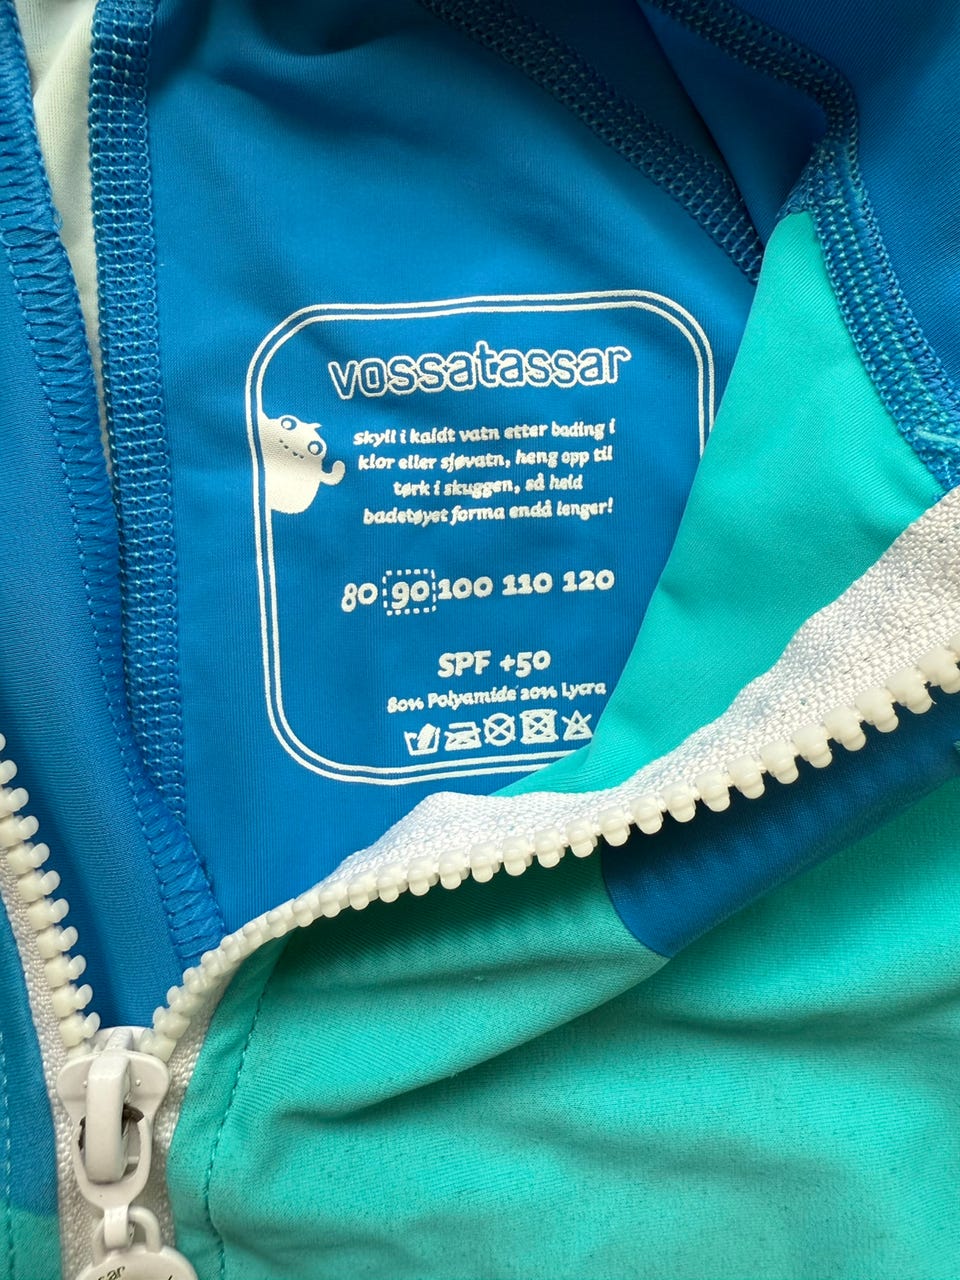 vossatassar
Skyll i kaldt vatn etter bading i
klor eller sjøvatn, heng opp til
tørk i skuggen, så held
badetøyet forma endå lenger!
80 90 100 110 120
SPF +50
80% Polyamide 20% Lycra